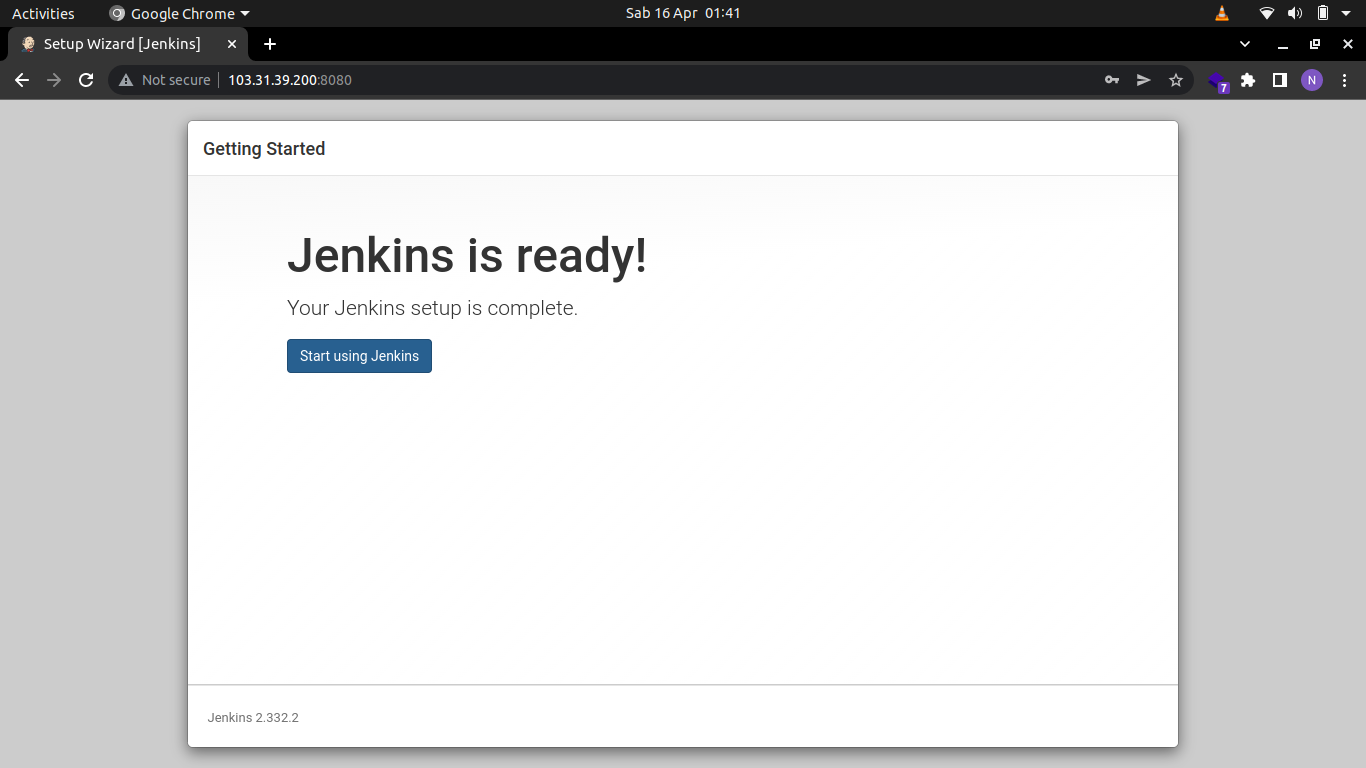 Activities
Google Chrome
Sab 16 Apr 01:41
Setup Wizard [Jenkins]
Not secure
103.31.39.200:8080
7
N
Getting Started
Jenkins is ready!
Your Jenkins setup is complete.
Start using Jenkins
Jenkins 2.332.2